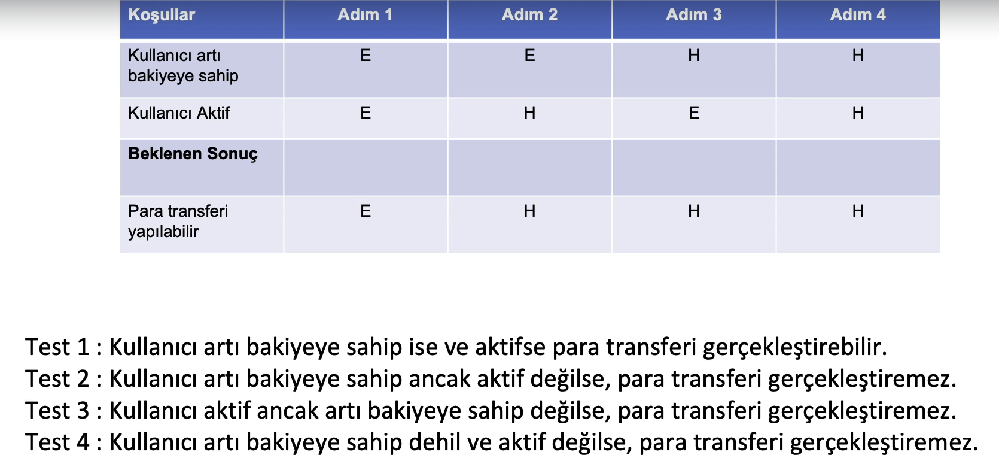 Koşullar Adım 1 Adım 2 Adım 3 Adım 4
Kullanıcı artı E E H H
bakiyeye sahip
Kullanıcı Aktif E H E H
Beklenen Sonuç
Para transferi E H H H
yapılabilir
Test 1 : Kullanıcı artı bakiyeye sahip ise ve aktifse para transferi gerçekleştirebilir.
Test 2 : Kullanıcı artı bakiyeye sahip ancak aktif değilse, para transferi gerçekleştiremez.
Test 3 : Kullanıcı aktif ancak artı bakiyeye sahip değilse, para transferi gerçekleştiremez.
Test 4 : Kullanıcı artı bakiyeye sahip dehil ve aktif değilse, para transferi gerçekleştiremez.